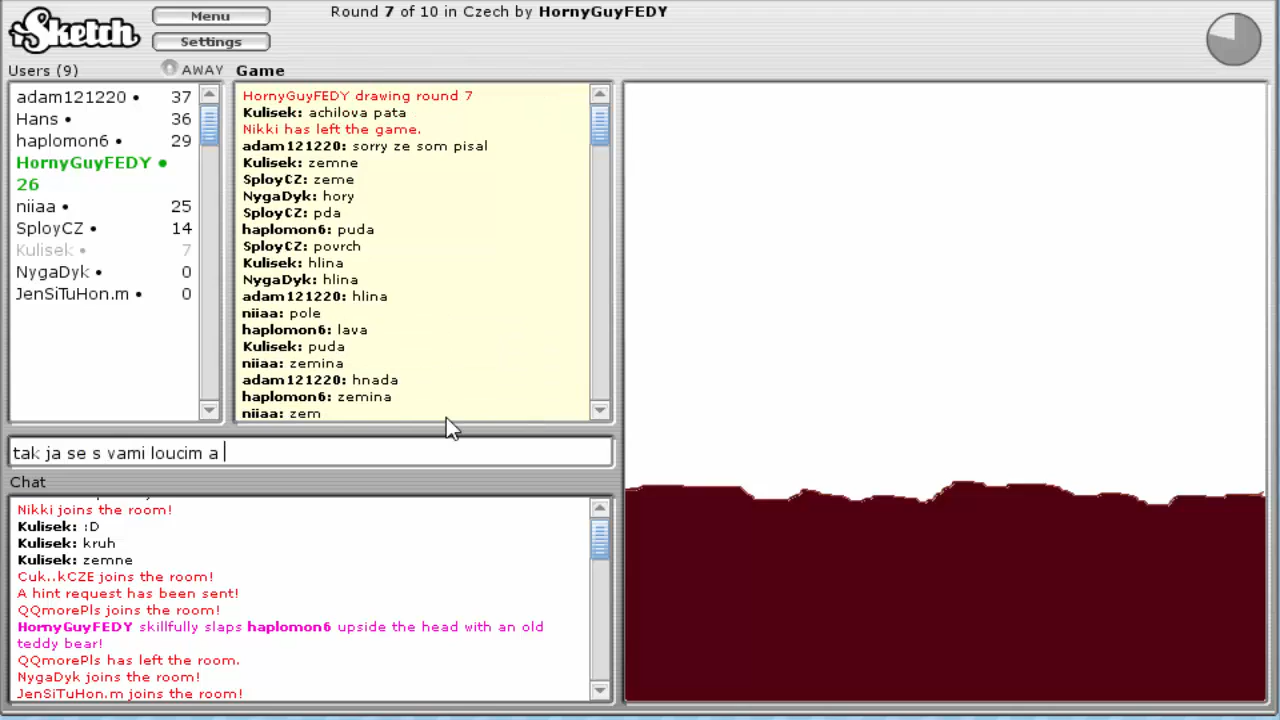 iSketch
Menu
Settings
Round 7 of 10 in Czech by HornyGuyFEDY
Users (9)
AWAY
adam121220 • 37
Hans • 36
haplomon6 • 29
HornyGuyFEDY •
26
niiaa • 25
SployCZ • 14
Kulisek • 7
NygaDyk • 0
JenSiTuHon.m • 0
Game
HornyGuyFEDY drawing round 7
Kulisek: achilova pata
Nikki has left the game.
adam121220: sorry ze som pisal
Kulisek: zemne
SployCZ: zeme
NygaDyk: hory
SployCZ: pda
haplomon6: puda
SployCZ: povrch
Kulisek: hlina
NygaDyk: hlina
adam121220: hlina
niiaa: pole
haplomon6: lava
Kulisek: puda
niiaa: zemina
adam121220: hnada
haplomon6: zemina
niiaa: zem
tak ja se s vami loucim a
Chat
Nikki joins the room!
Kulisek: :D
Kulisek: kruh
Kulisek: zemne
Cuk..kCZE joins the room!
A hint request has been sent!
QQmorePls joins the room!
HornyGuyFEDY skillfully slaps haplomon6 upside the head with an old
teddy bear!
QQmorePls has left the room.
NygaDyk joins the room!
JenSiTuHon.m joins the room!